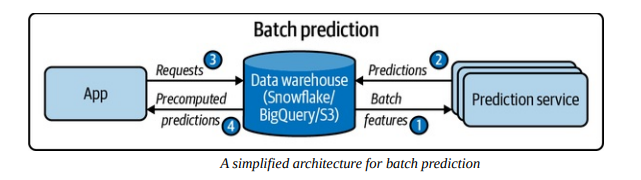 Batch prediction
App
Requests 3
Precomputed
predictions 4
Data warehouse
(Snowflake/
BigQuery/S3)
2
Predictions
Batch
features 1
Prediction service
A simplified architecture for batch prediction